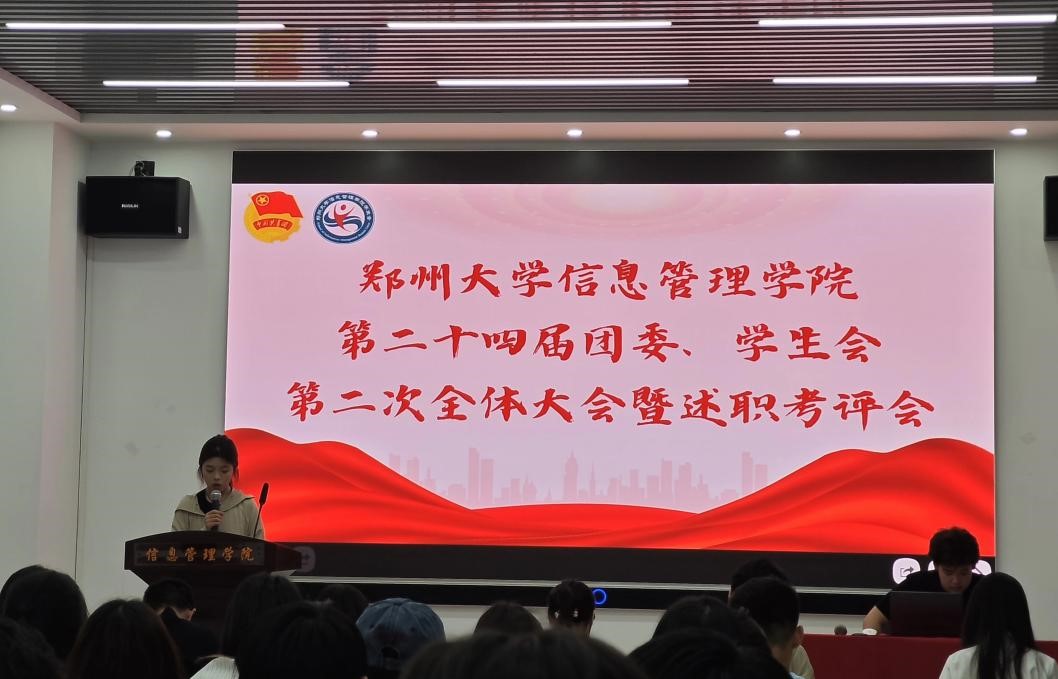 郑州大学信息管理学院
第二十四届团委、学生会
第二次全体大会暨述职考评会
信息管理学院